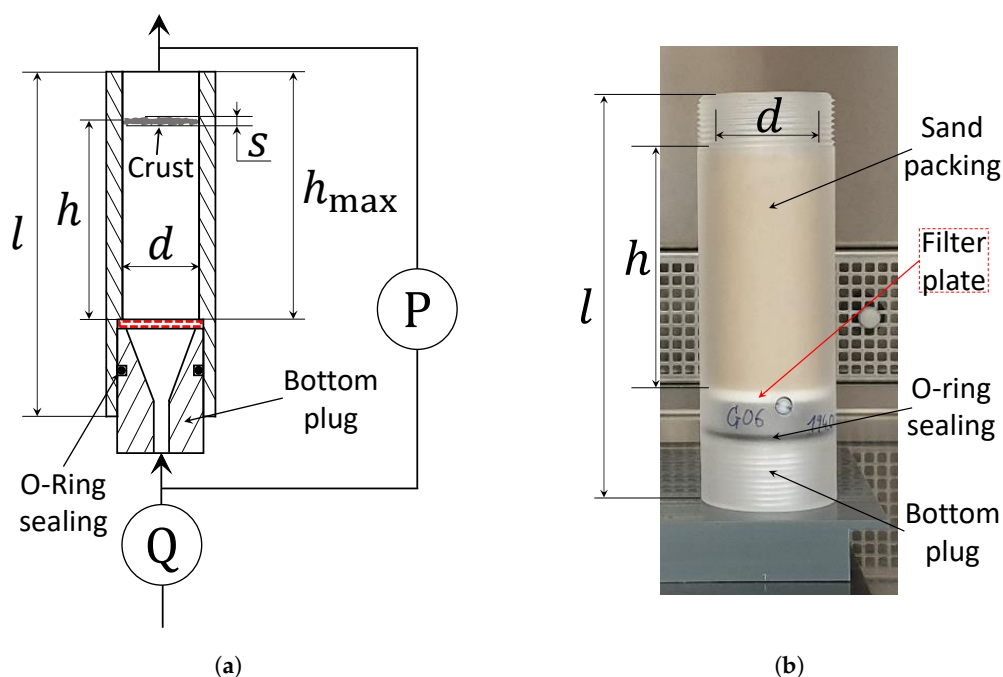 Crust
s
h
l
d
h_max
P
Bottom
plug
O-Ring
sealing
Q
(a)
d
Sand
packing
Filter
plate
h
l
O-ring
sealing
G06
Bottom
plug
(b)